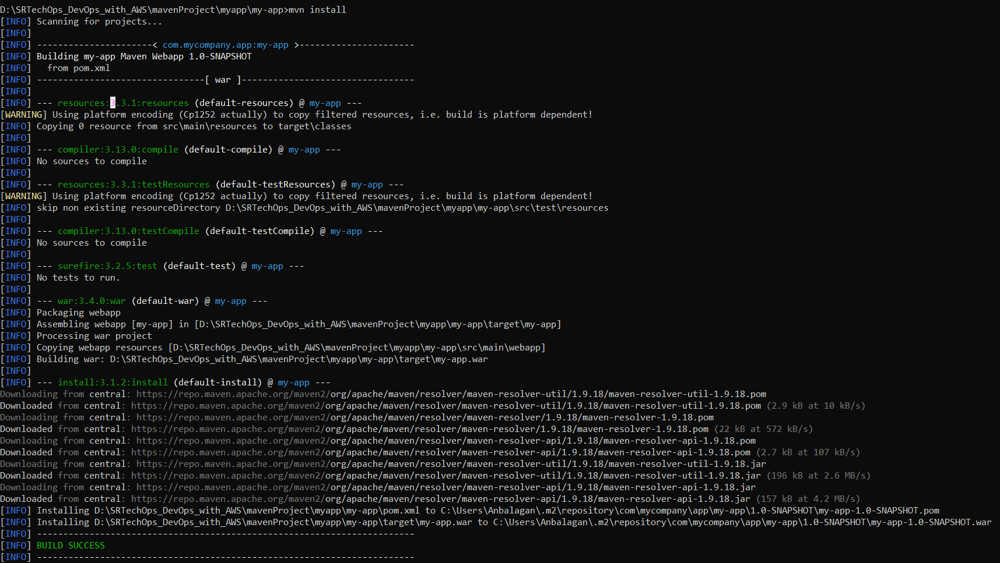 D:\SRTechOps_DevOps_with_AWS\mavenProject\myapp\my-app>mvn install
[INFO] Scanning for projects...
[INFO]
[INFO] ----------------------< com.mycompany.app:my-app >----------------------
[INFO] Building my-app Maven Webapp 1.0-SNAPSHOT
[INFO]   from pom.xml
[INFO] --------------------------------[ war ]---------------------------------
[INFO]
[INFO] --- resources:3.3.1:resources (default-resources) @ my-app ---
[WARNING] Using platform encoding (Cp1252 actually) to copy filtered resources, i.e. build is platform dependent!
[INFO] Copying 0 resource from src\main\resources to target\classes
[INFO]
[INFO] --- compiler:3.13.0:compile (default-compile) @ my-app ---
[INFO] No sources to compile
[INFO]
[INFO] --- resources:3.3.1:testResources (default-testResources) @ my-app ---
[WARNING] Using platform encoding (Cp1252 actually) to copy filtered resources, i.e. build is platform dependent!
[INFO] skip non existing resourceDirectory D:\SRTechOps_DevOps_with_AWS\mavenProject\myapp\my-app\src\test\resources
[INFO]
[INFO] --- compiler:3.13.0:testCompile (default-testCompile) @ my-app ---
[INFO] No sources to compile
[INFO]
[INFO] --- surefire:3.2.5:test (default-test) @ my-app ---
[INFO] No tests to run.
[INFO]
[INFO] --- war:3.4.0:war (default-war) @ my-app ---
[INFO] Packaging webapp
[INFO] Assembling webapp [my-app] in [D:\SRTechOps_DevOps_with_AWS\mavenProject\myapp\my-app\target\my-app]
[INFO] Processing war project
[INFO] Copying webapp resources [D:\SRTechOps_DevOps_with_AWS\mavenProject\myapp\my-app\src\main\webapp]
[INFO] Building war: D:\SRTechOps_DevOps_with_AWS\mavenProject\myapp\my-app\target\my-app.war
[INFO]
[INFO] --- install:3.1.2:install (default-install) @ my-app ---
Downloading from central: https://repo.maven.apache.org/maven2/org/apache/maven/resolver/maven-resolver-util/1.9.18/maven-resolver-util-1.9.18.pom
Downloaded from central: https://repo.maven.apache.org/maven2/org/apache/maven/resolver/maven-resolver-util/1.9.18/maven-resolver-util-1.9.18.pom (2.9 kB at 10 kB/s)
Downloading from central: https://repo.maven.apache.org/maven2/org/apache/maven/resolver/maven-resolver/1.9.18/maven-resolver-1.9.18.pom
Downloaded from central: https://repo.maven.apache.org/maven2/org/apache/maven/resolver/maven-resolver/1.9.18/maven-resolver-1.9.18.pom (22 kB at 572 kB/s)
Downloading from central: https://repo.maven.apache.org/maven2/org/apache/maven/resolver/maven-resolver-api/1.9.18/maven-resolver-api-1.9.18.pom
Downloaded from central: https://repo.maven.apache.org/maven2/org/apache/maven/resolver/maven-resolver-api/1.9.18/maven-resolver-api-1.9.18.pom (2.7 kB at 107 kB/s)
Downloading from central: https://repo.maven.apache.org/maven2/org/apache/maven/resolver/maven-resolver-util/1.9.18/maven-resolver-util-1.9.18.jar
Downloaded from central: https://repo.maven.apache.org/maven2/org/apache/maven/resolver/maven-resolver-util/1.9.18/maven-resolver-util-1.9.18.jar (196 kB at 2.6 MB/s)
Downloading from central: https://repo.maven.apache.org/maven2/org/apache/maven/resolver/maven-resolver-api/1.9.18/maven-resolver-api-1.9.18.jar
Downloaded from central: https://repo.maven.apache.org/maven2/org/apache/maven/resolver/maven-resolver-api/1.9.18/maven-resolver-api-1.9.18.jar (157 kB at 4.2 MB/s)
[INFO] Installing D:\SRTechOps_DevOps_with_AWS\mavenProject\myapp\my-app\pom.xml to C:\Users\Anbalagan\.m2\repository\com\mycompany\app\my-app\1.0-SNAPSHOT\my-app-1.0-SNAPSHOT.pom
[INFO] Installing D:\SRTechOps_DevOps_with_AWS\mavenProject\myapp\my-app\target\my-app.war to C:\Users\Anbalagan\.m2\repository\com\mycompany\app\my-app\1.0-SNAPSHOT\my-app-1.0-SNAPSHOT.war
[INFO] ------------------------------------------------------------------------
[INFO] BUILD SUCCESS
[INFO] ------------------------------------------------------------------------